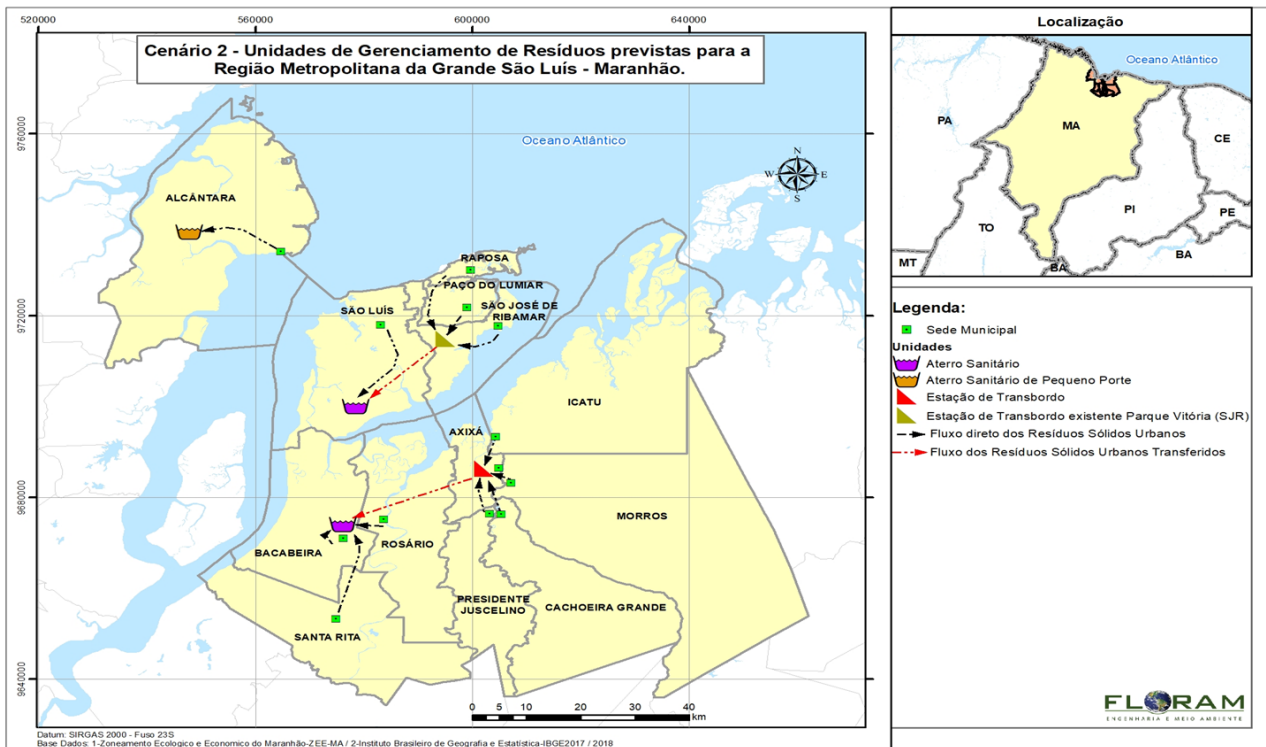 520000
560000
600000
640000
Cenário 2 - Unidades de Gerenciamento de Resíduos previstas para a
Região Metropolitana da Grande São Luís - Maranhão.
9760000
9720000
9680000
9640000
Oceano Atlântico
N
W
E
S
ALCÂNTARA
RAPOSA
PAÇO DO LUMIAR
SÃO LUÍS
SÃO JOSÉ DE
RIBAMAR
ICATU
AXIXÁ
MORROS
BACABEIRA
ROSÁRIO
PRESIDENTE
JUSCELINO
CACHOEIRA GRANDE
SANTA RITA
0 5 10 20 30 40
km
Datum: SIRGAS 2000 - Fuso 23S
Base Dados: 1-Zoneamento Ecologico e Economico do Maranhão-ZEE-MA / 2-Instituto Brasileiro de Geografia e Estatística-IBGE2017 / 2018
Localização
Oceano Atlântico
PA
MA
CE
PI
TO
PE
BA
BA
MT
Legenda:
Sede Municipal
Unidades
Aterro Sanitário
Aterro Sanitário de Pequeno Porte
Estação de Transbordo
Estação de Transbordo existente Parque Vitória (SJR)
Fluxo direto dos Resíduos Sólidos Urbanos
Fluxo dos Resíduos Sólidos Urbanos Transferidos
FLORAM
ENGENHARIA E MEIO AMBIENTE